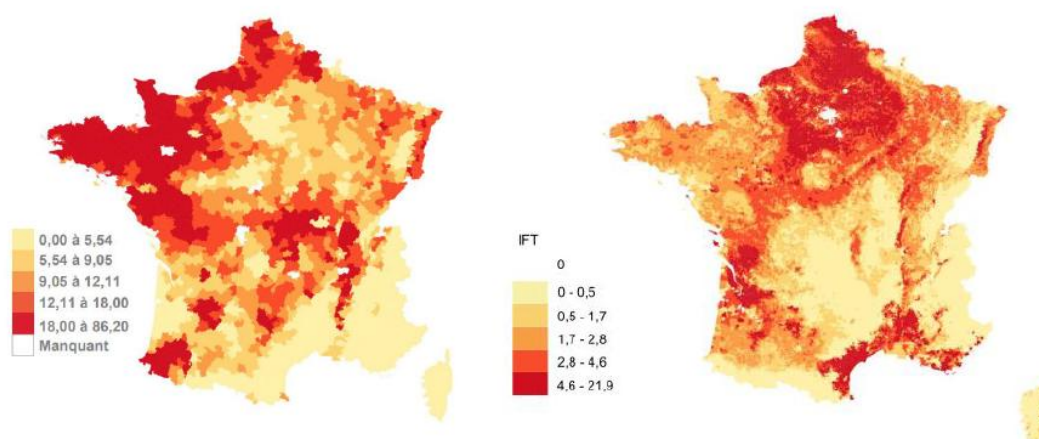 0,00 à 5,54
5,54 à 9,05
9,05 à 12,11
12,11 à 18,00
18,00 à 86,20
Manquant
IFT
0
0 - 0,5
0,5 - 1,7
1,7 - 2,8
2,8 - 4,6
4,6 - 21,9